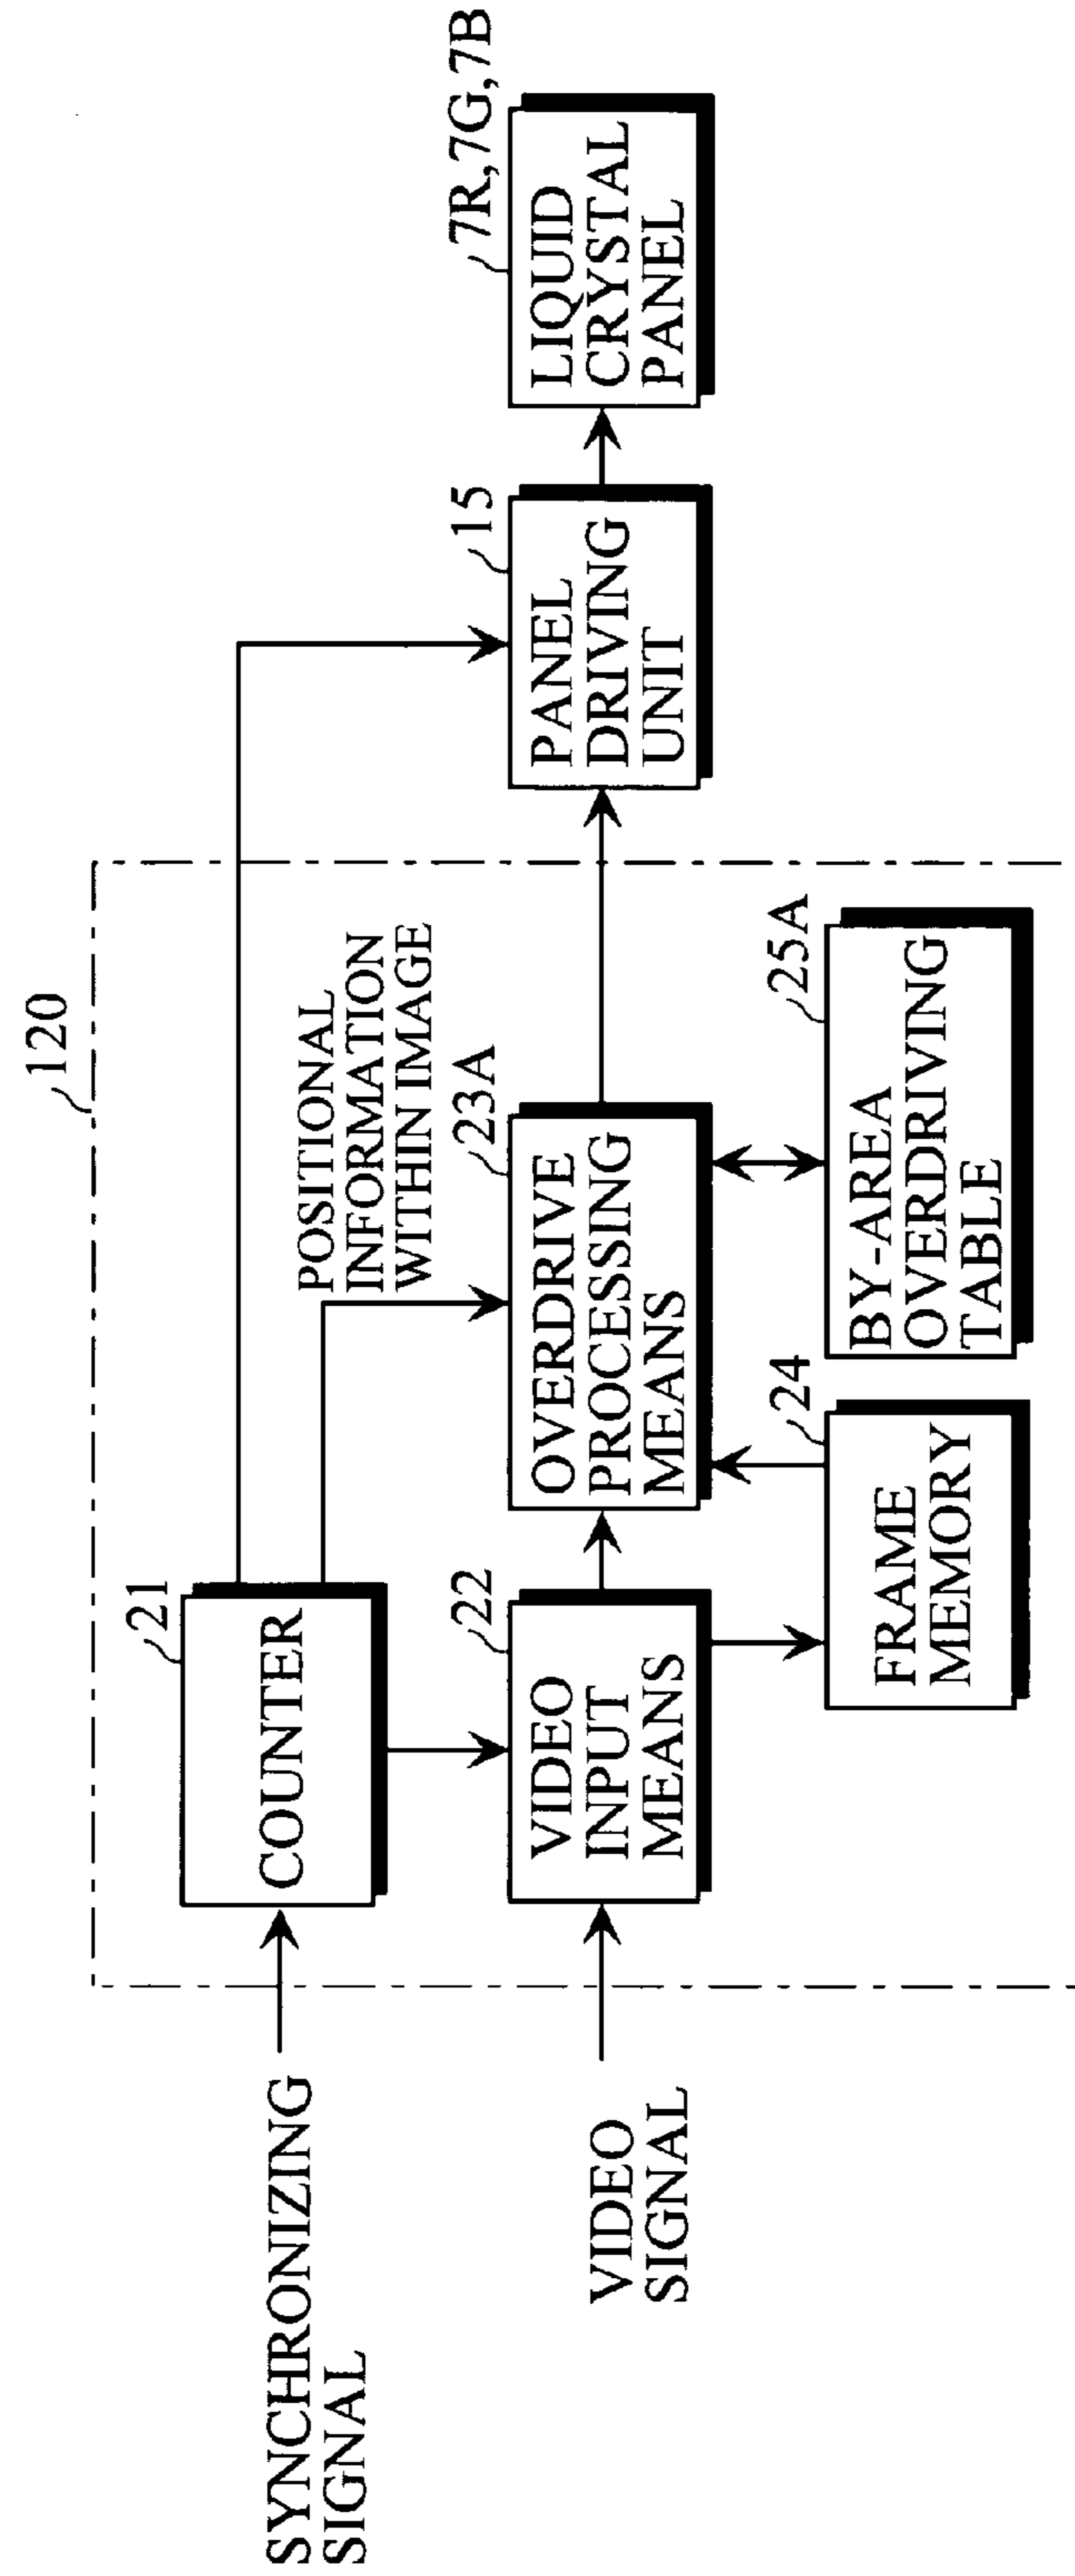 120
SYNCHRONIZING
SIGNAL
21
COUNTER
POSITIONAL
INFORMATION
WITHIN IMAGE
VIDEO
SIGNAL
22
VIDEO
INPUT
MEANS
23A
OVERDRIVE
PROCESSING
MEANS
15
PANEL
DRIVING
UNIT
7R,7G,7B
LIQUID
CRYSTAL
PANEL
24
FRAME
MEMORY
25A
BY-AREA
OVERDRIVING
TABLE